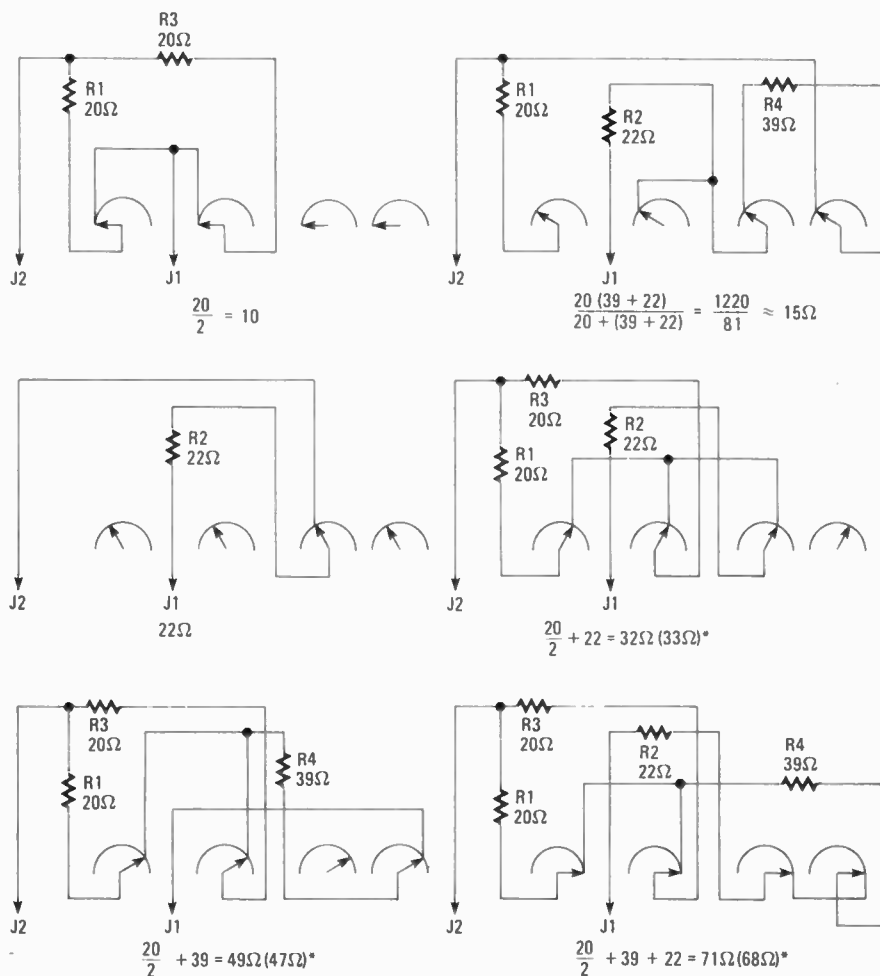 R3
20Ω
R1
20Ω
J2
J1
20/2 = 10
R1
20Ω
R2
22Ω
R4
39Ω
J2
J1
20 (39 + 22)/20 + (39 + 22) = 1220/81 ≈ 15Ω
R2
22Ω
J2
J1
22Ω
R3
20Ω
R2
22Ω
R1
20Ω
J2
J1
20/2 + 22 = 32Ω (33Ω)*
R3
20Ω
R1
20Ω
R4
39Ω
J2
J1
20/2 + 39 = 49Ω (47Ω)*
R3
20Ω
R2
22Ω
R4
39Ω
R1
20Ω
J2
J1
20/2 + 39 + 22 = 71Ω (68Ω)*